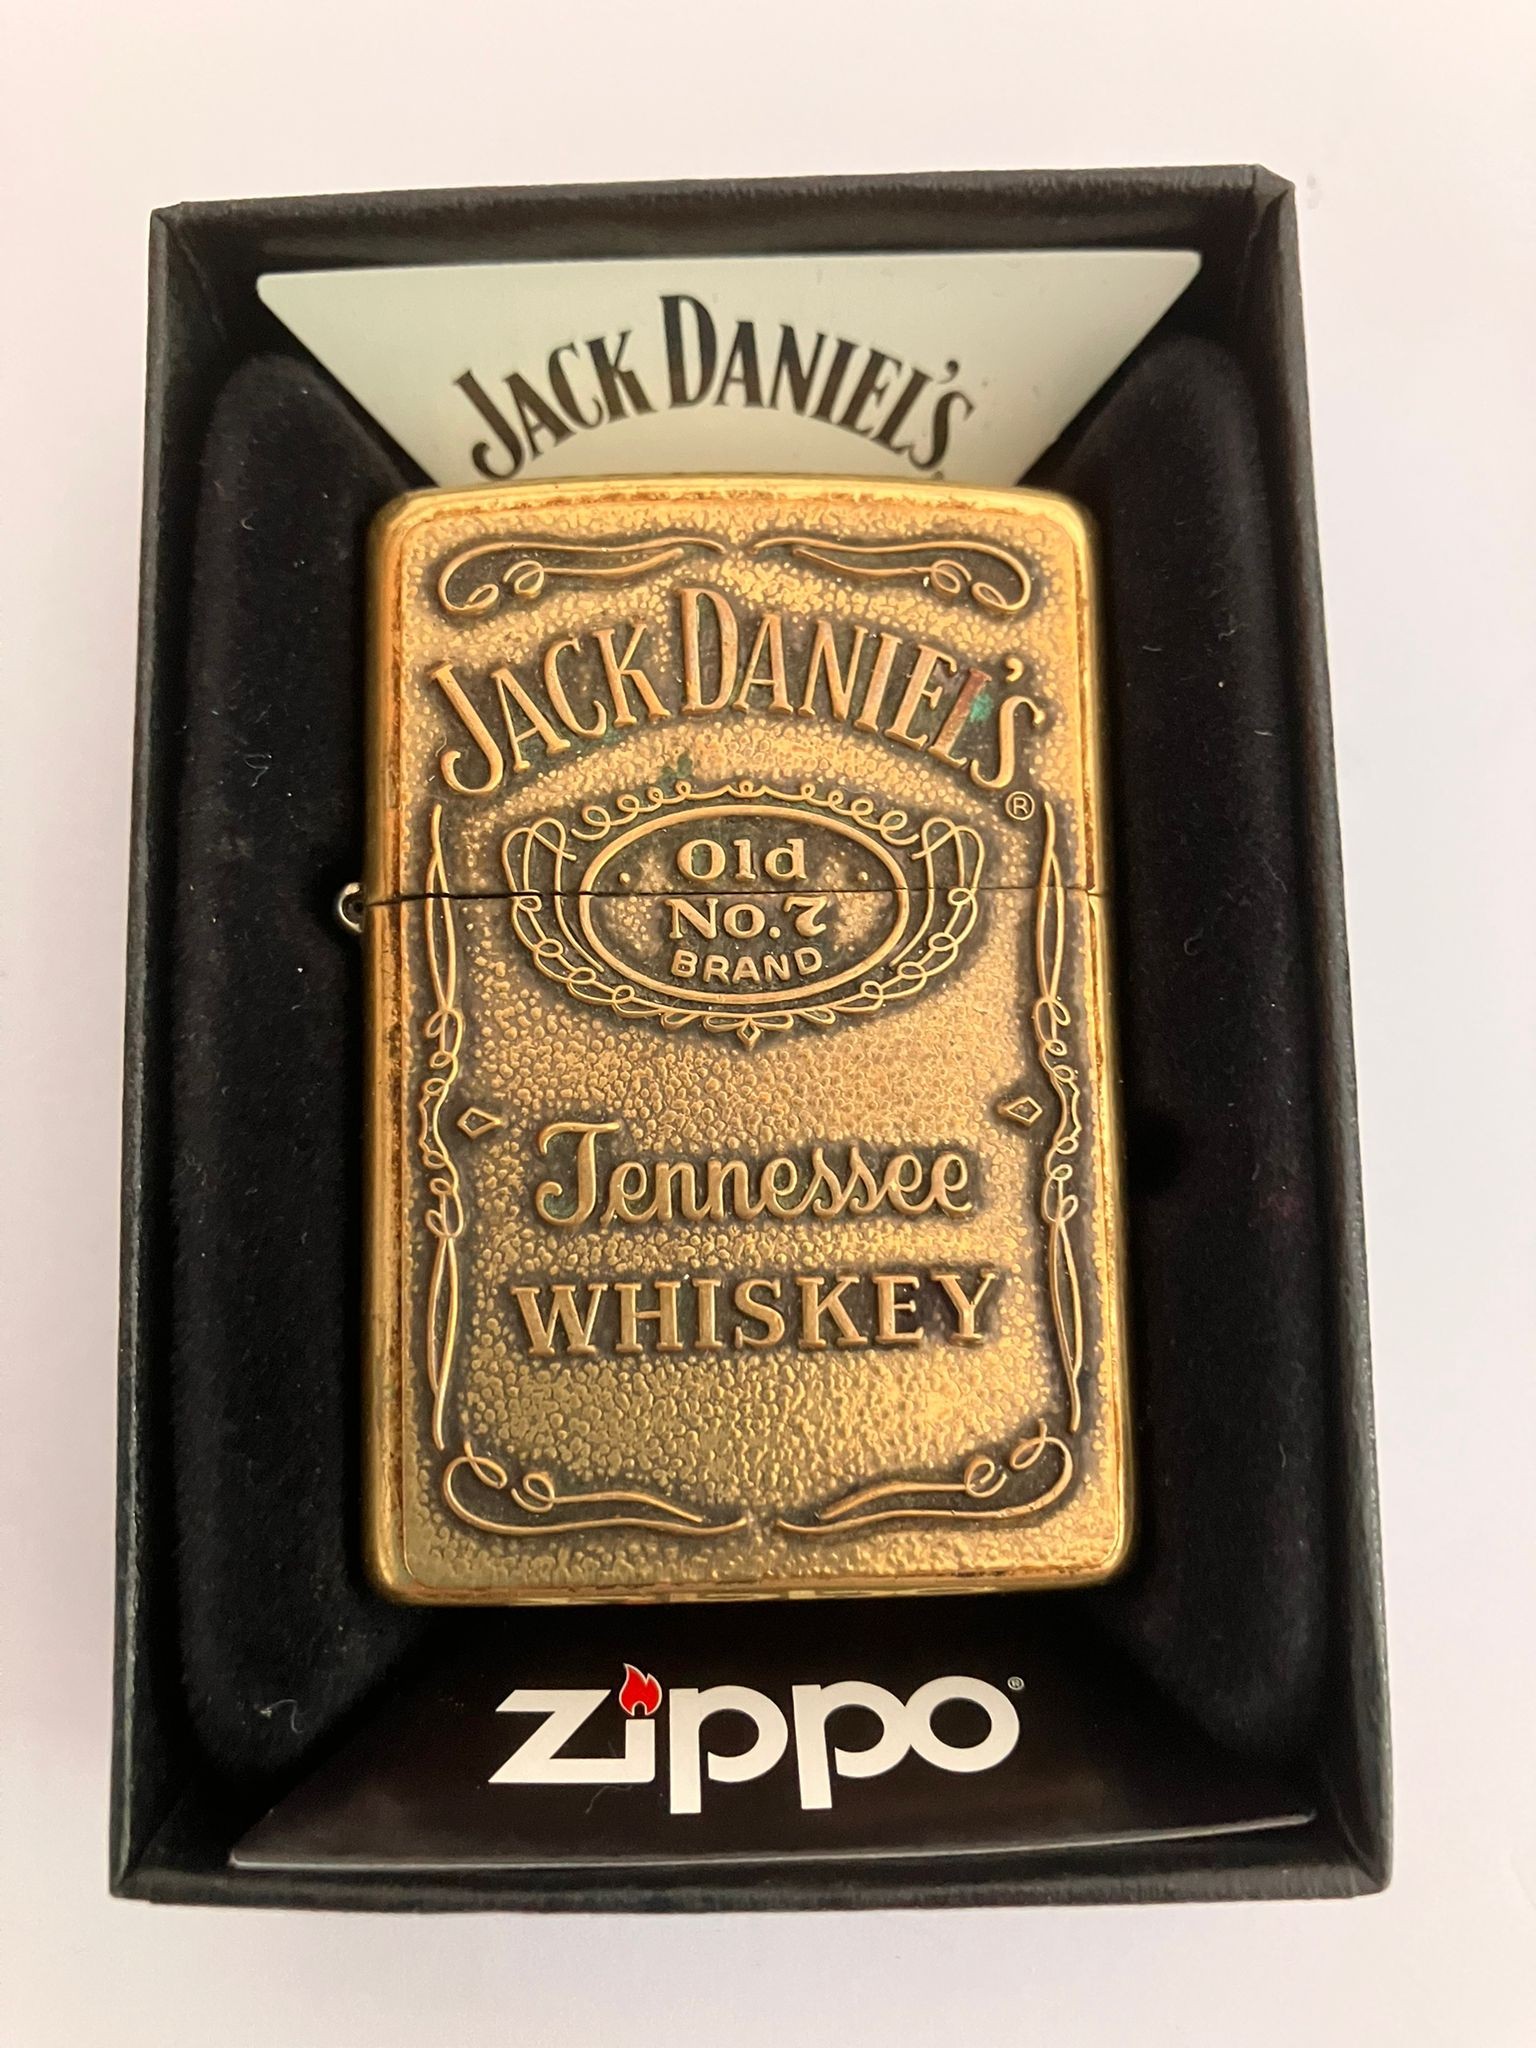 JACK DANIEL'S
JACK DANIEL'S®
Old
No.7
BRAND
Tennessee
WHISKEY
zippo®